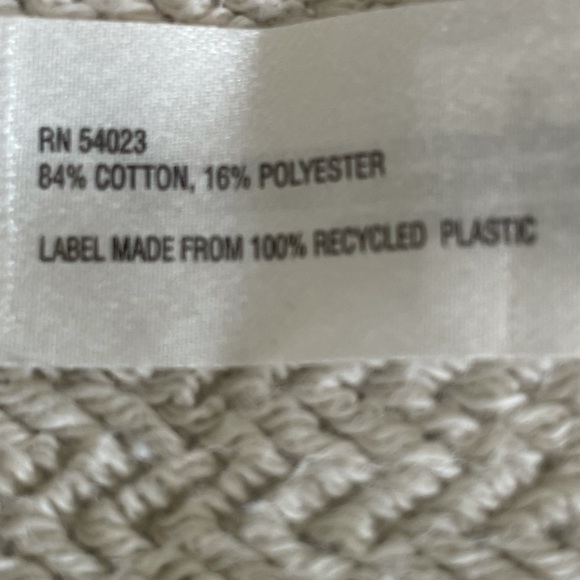 RN 54023
84% COTTON, 16% POLYESTER
LABEL MADE FROM 100% RECYCLED PLASTIC